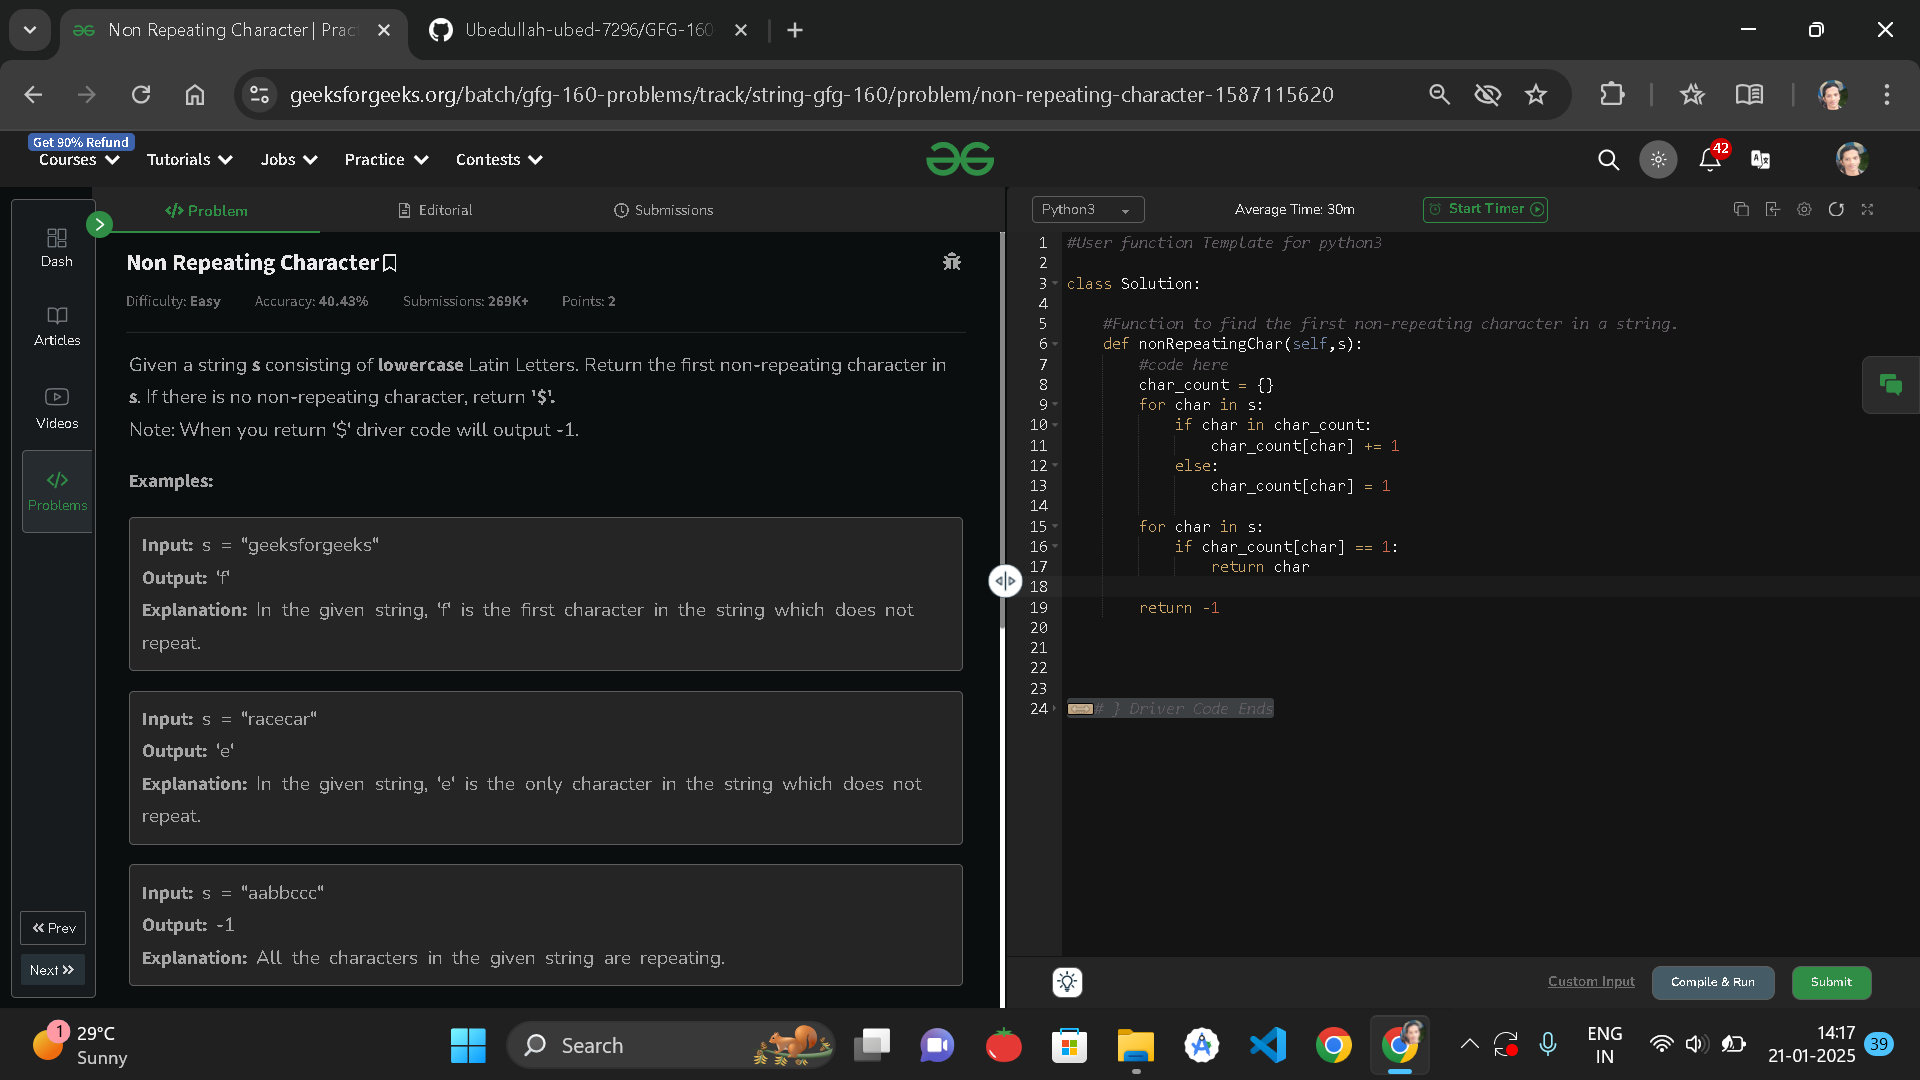 Non Repeating Character | Prac
Ubedullah-ubed-7296/GFG-160
geeksforgeeks.org/batch/gfg-160-problems/track/string-gfg-160/problem/non-repeating-character-1587115620
Get 90% Refund
Courses Tutorials Jobs Practice Contests
42
Dash
Articles
Videos
Problems
Prev
Next
Problem Editorial Submissions
Non Repeating Character
Difficulty: Easy Accuracy: 40.43% Submissions: 269K+ Points: 2
Given a string s consisting of lowercase Latin Letters. Return the first non-repeating character in
s. If there is no non-repeating character, return '$'.
Note: When you return '$' driver code will output -1.
Examples:
Input: s = "geeksforgeeks"
Output: 'f'
Explanation: In the given string, 'f' is the first character in the string which does not
repeat.
Input: s = "racecar"
Output: 'e'
Explanation: In the given string, 'e' is the only character in the string which does not
repeat.
Input: s = "aabbccc"
Output: -1
Explanation: All the characters in the given string are repeating.
Python3 Average Time: 30m Start Timer
1 #User function Template for python3
2
3 class Solution:
4
5 #Function to find the first non-repeating character in a string.
6 def nonRepeatingChar(self,s):
7 #code here
8 char_count = {}
9 for char in s:
10 if char in char_count:
11 char_count[char] += 1
12 else:
13 char_count[char] = 1
14
15 for char in s:
16 if char_count[char] == 1:
17 return char
18
19 return -1
20
21
22
23
24 # } Driver Code Ends
Custom Input Compile & Run Submit
1
29°C
Sunny
Search
ENG
IN
14:17
21-01-2025
39